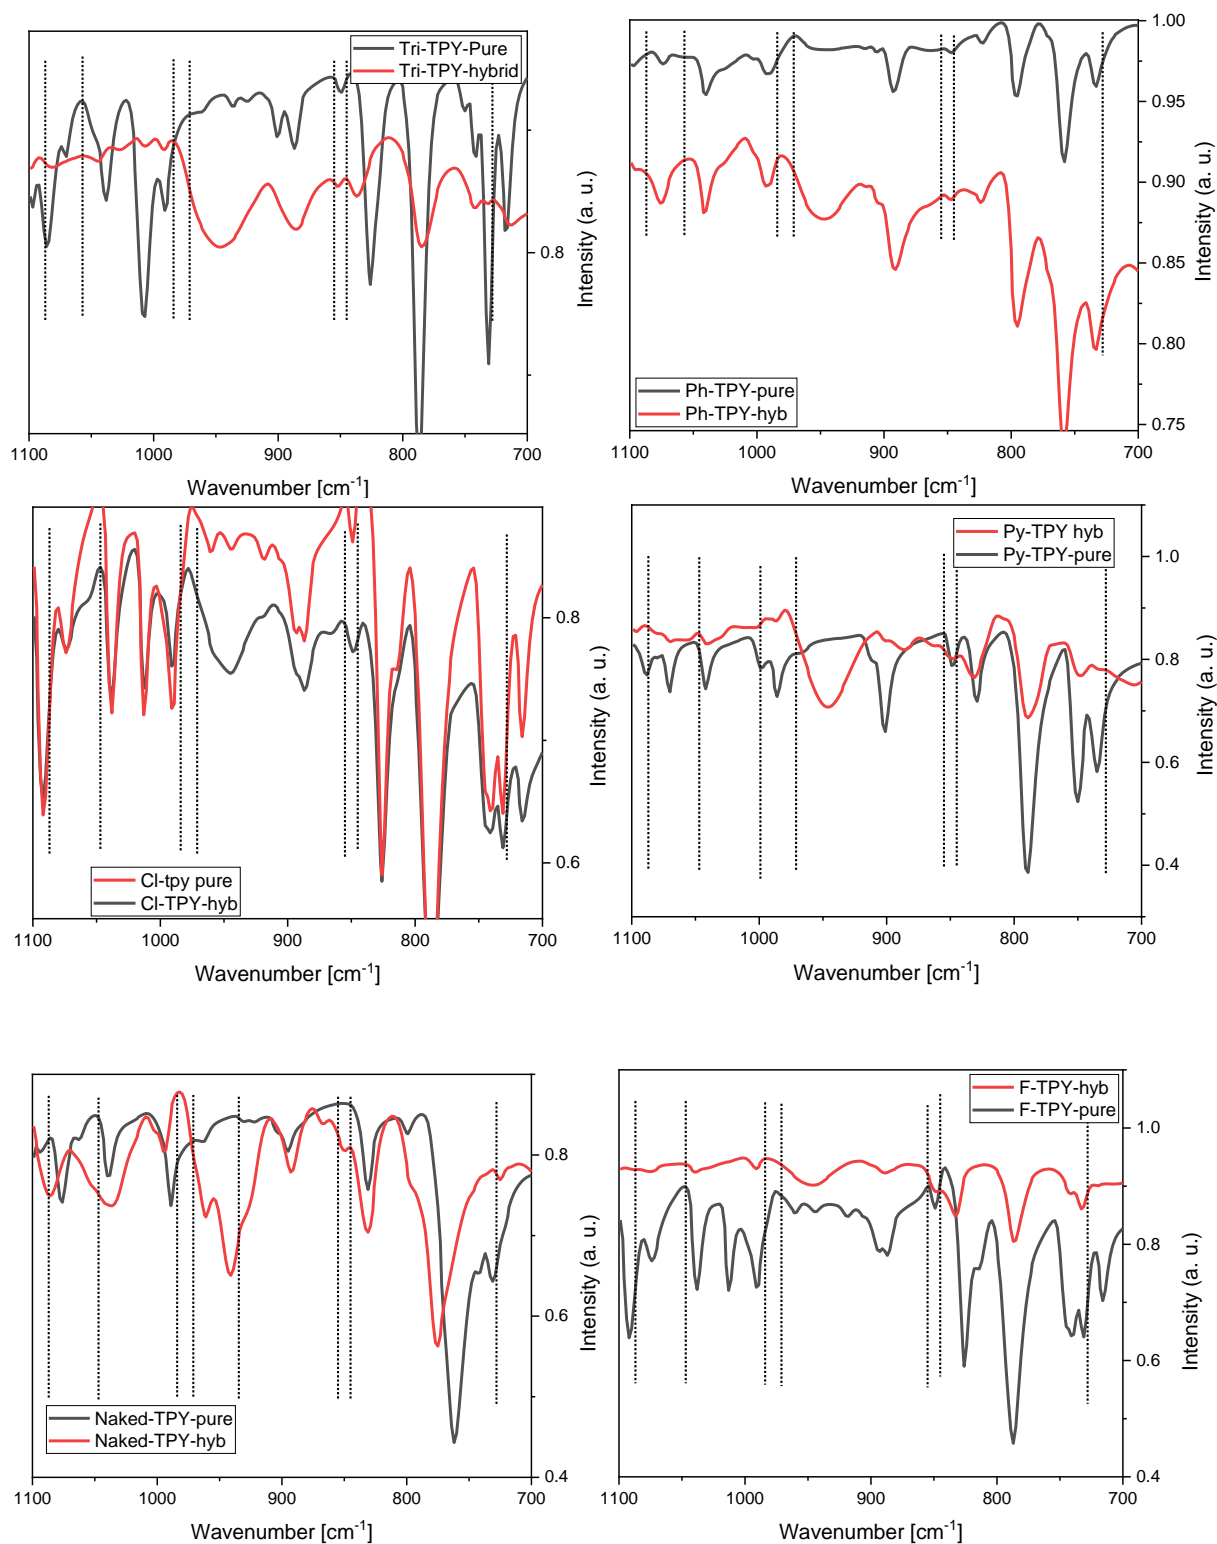 Tri-TPY-Pure
Tri-TPY-hybrid
0.8
Intensity (a. u.)
1100 1000 900 800 700
Wavenumber [cm-1]
1.00
0.95
0.90
0.85
0.80
0.75
Intensity (a. u.)
Ph-TPY-pure
Ph-TPY-hyb
1100 1000 900 800 700
Wavenumber [cm-1]
0.8
0.6
Intensity (a. u.)
Cl-tpy pure
Cl-TPY-hyb
1100 1000 900 800 700
Wavenumber [cm-1]
Py-TPY hyb
Py-TPY-pure
1.0
0.8
0.6
0.4
Intensity (a. u.)
1100 1000 900 800 700
Wavenumber [cm-1]
0.8
0.6
0.4
Intensity (a. u.)
Naked-TPY-pure
Naked-TPY-hyb
1100 1000 900 800 700
Wavenumber [cm-1]
F-TPY-hyb
F-TPY-pure
1.0
0.8
0.6
0.4
Intensity (a. u.)
1100 1000 900 800 700
Wavenumber [cm-1]